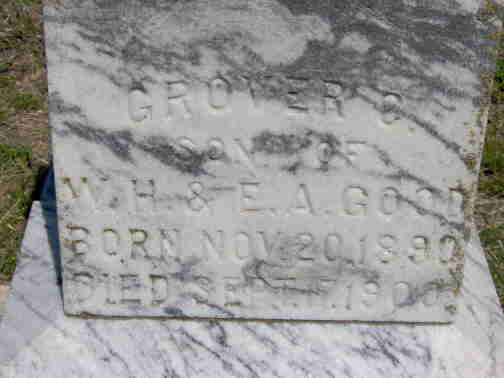 GROVER C.
SON OF
W.H. & E.A. GOOD
BORN NOV. 20, 1890
DIED SEPT. 1900.